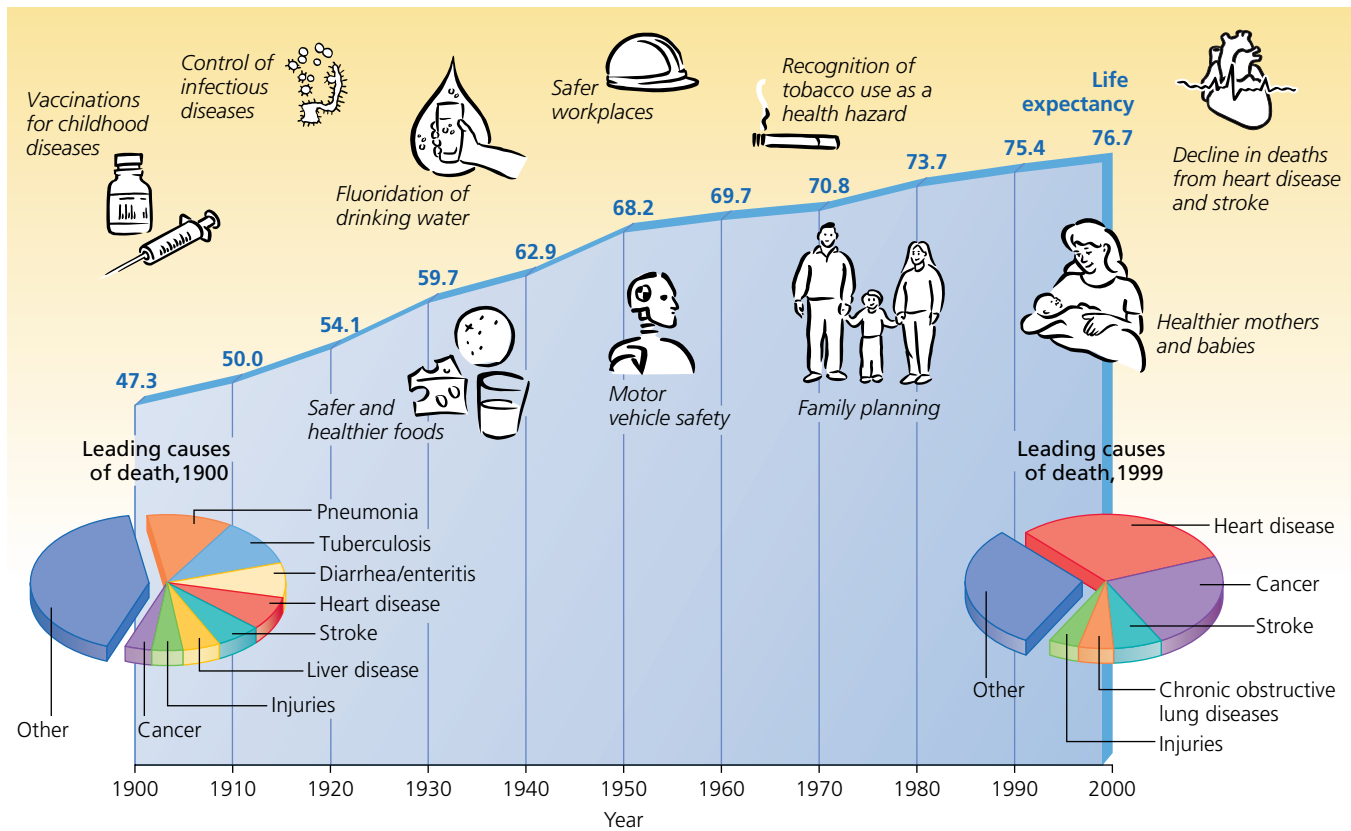 Vaccinations
for childhood
diseases
Control of
infectious
diseases
Fluoridation of
drinking water
Safer
workplaces
Recognition of
tobacco use as a
health hazard
Life
expectancy
Decline in deaths
from heart disease
and stroke
47.3
50.0
54.1
59.7
62.9
68.2
69.7
70.8
73.7
75.4
76.7
Safer and
healthier foods
Motor
vehicle safety
Family planning
Healthier mothers
and babies
Leading causes
of death,1900
Pneumonia
Tuberculosis
Diarrhea/enteritis
Heart disease
Stroke
Liver disease
Injuries
Cancer
Other
Leading causes
of death,1999
Heart disease
Cancer
Stroke
Chronic obstructive
lung diseases
Injuries
Other
1900
1910
1920
1930
1940
1950
1960
1970
1980
1990
2000
Year